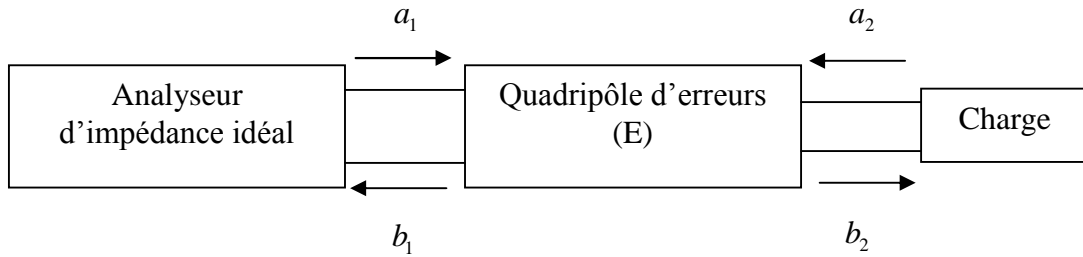 a₁
a₂
Analyseur
d'impédance idéal
Quadripôle d'erreurs
(E)
Charge
b₁
b₂